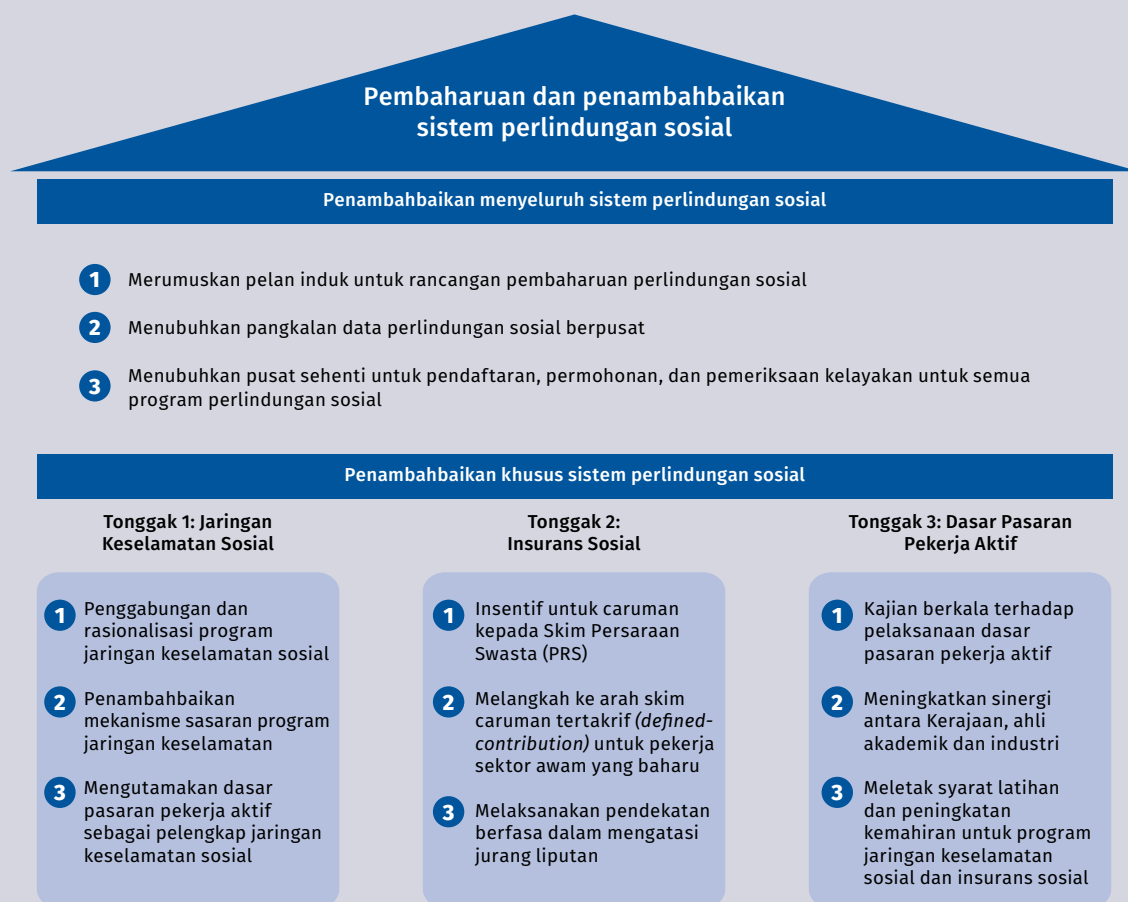 Pembaharuan dan penambahbaikan
sistem perlindungan sosial
Penambahbaikan menyeluruh sistem perlindungan sosial
1 Merumuskan pelan induk untuk rancangan pembaharuan perlindungan sosial
2 Menubuhkan pangkalan data perlindungan sosial berpusat
3 Menubuhkan pusat sehenti untuk pendaftaran, permohonan, dan pemeriksaan kelayakan untuk semua
program perlindungan sosial
Penambahbaikan khusus sistem perlindungan sosial
Tonggak 1: Jaringan
Keselamatan Sosial
1 Penggabungan dan
rasionalisasi program
jaringan keselamatan sosial
2 Penambahbaikan
mekanisme sasaran program
jaringan keselamatan
3 Mengutamakan dasar
pasaran pekerja aktif
sebagai pelengkap jaringan
keselamatan sosial
Tonggak 2:
Insurans Sosial
1 Insentif untuk caruman
kepada Skim Persaraan
Swasta (PRS)
2 Melangkah ke arah skim
caruman tertakrif (defined-
contribution) untuk pekerja
sektor awam yang baharu
3 Melaksanakan pendekatan
berfasa dalam mengatasi
jurang liputan
Tonggak 3: Dasar Pasaran
Pekerja Aktif
1 Kajian berkala terhadap
pelaksanaan dasar
pasaran pekerja aktif
2 Meningkatkan sinergi
antara Kerajaan, ahli
akademik dan industri
3 Meletak syarat latihan
dan peningkatan
kemahiran untuk program
jaringan keselamatan
sosial dan insurans sosial